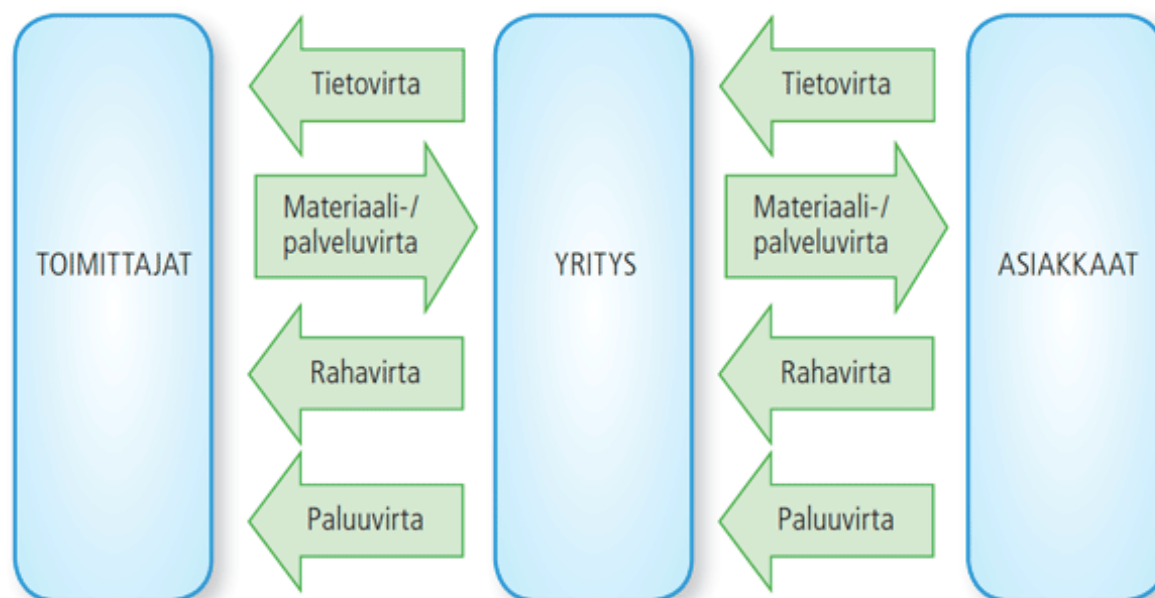 Tietovirta
Tietovirta
Materiaali-/
palveluvirta
Materiaali-/
palveluvirta
TOIMITTAJAT
YRITYS
ASIAKKAAT
Rahavirta
Rahavirta
Paluuvirta
Paluuvirta